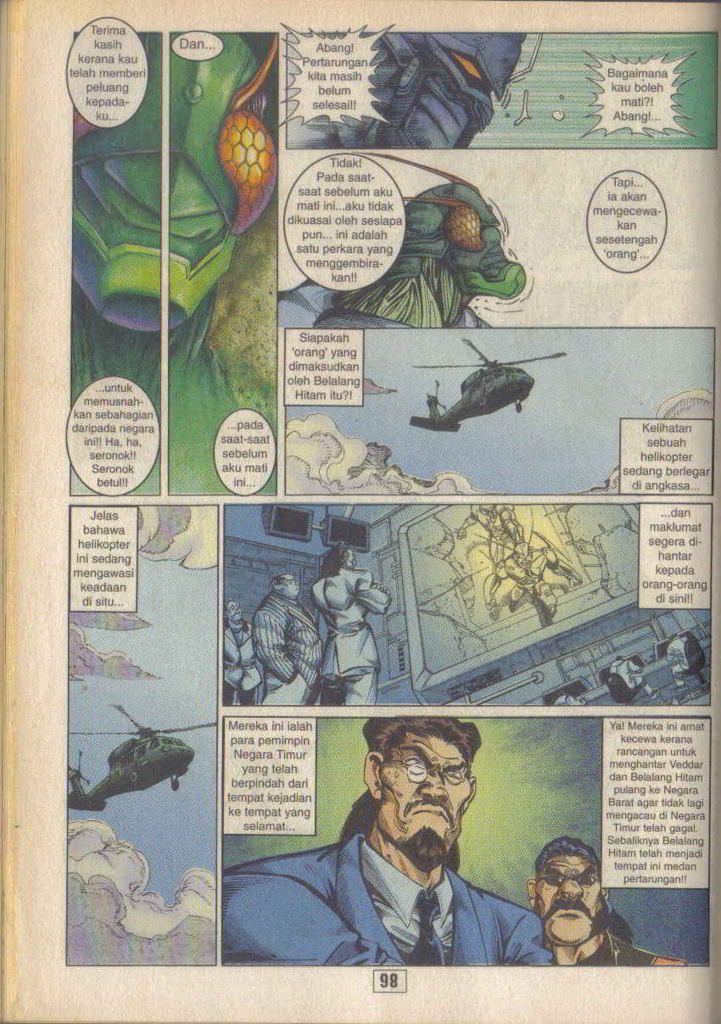 Terima
kasih
kerana kau
telah memberi
peluang
kepada-
ku...
...untuk
memusnah-
kan sebahagian
daripada negara
ini!! Ha, ha,
seronok!!
Seronok
betul!!
Dan...
...pada
saat-saat
sebelum
aku mati
ini...
Abang!
Pertarungan
kita masih
belum
selesai!!
Bagaimana
kau boleh
mati?!
Abang!...
Tidak!
Pada saat-
saat sebelum aku
mati ini...aku tidak
dikuasai oleh sesiapa
pun... ini adalah
satu perkara yang
menggembira-
kan!!
Tapi...
ia akan
mengecewa-
kan
sesetengah
'orang'...
Siapakah
'orang' yang
dimaksudkan
oleh Belalang
Hitam itu?!
Kelihatan
sebuah
helikopter
sedang berlegar
di angkasa...
Jelas
bahawa
helikopter
ini sedang
mengawasi
keadaan
di situ...
...dan
maklumat
segera di-
hantar
kepada
orang-orang
di sini!!
Mereka ini ialah
para pemimpin
Negara Timur
yang telah
berpindah dari
tempat kejadian
ke tempat yang
selamat...
Ya! Mereka ini amat
kecewa kerana
rancangan untuk
menghantar Veddar
dan Belalang Hitam
pulang ke Negara
Barat agar tidak lagi
mengacau di Negara
Timur telah gagal.
Sebaliknya Belalang
Hitam telah menjadi
tempat ini medan
pertarungan!!
98